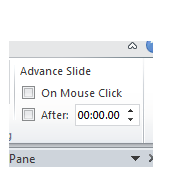 Advance Slide
On Mouse Click
After: 00:00.00
Pane